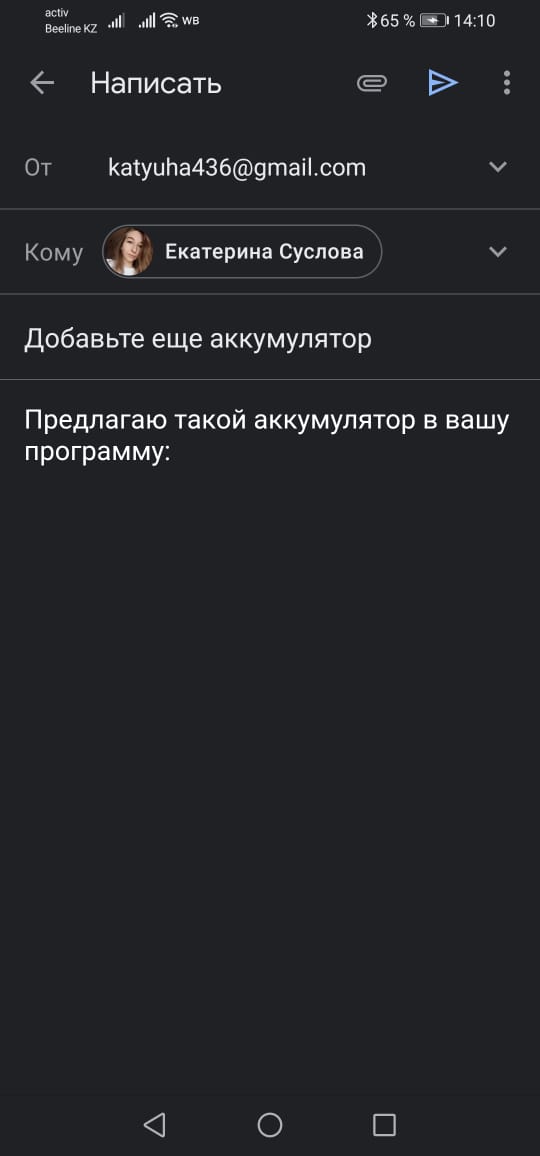 activ
Beeline KZ
WB
65 %
14:10
Написать
От
katyuha436@gmail.com
Кому
Екатерина Суслова
Добавьте еще аккумулятор
Предлагаю такой аккумулятор в вашу
программу: